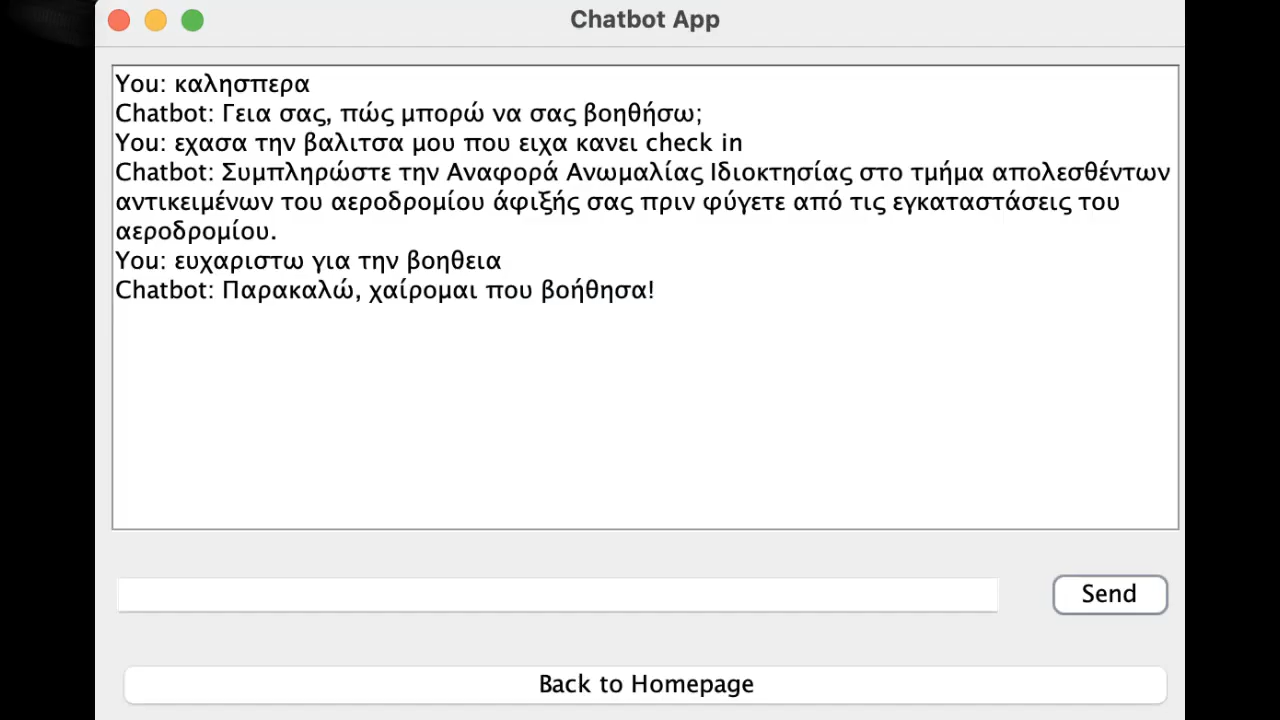 Chatbot App
You: καλησπερα
Chatbot: Γεια σας, πώς μπορώ να σας βοηθήσω;
You: εχασα την βαλιτσα μου που ειχα κανει check in
Chatbot: Συμπληρώστε την Αναφορά Ανωμαλίας Ιδιοκτησίας στο τμήμα απολεσθέντων
αντικειμένων του αεροδρομίου άφιξής σας πριν φύγετε από τις εγκαταστάσεις του
αεροδρομίου.
You: ευχαριστω για την βοηθεια
Chatbot: Παρακαλώ, χαίρομαι που βοήθησα!
Send
Back to Homepage